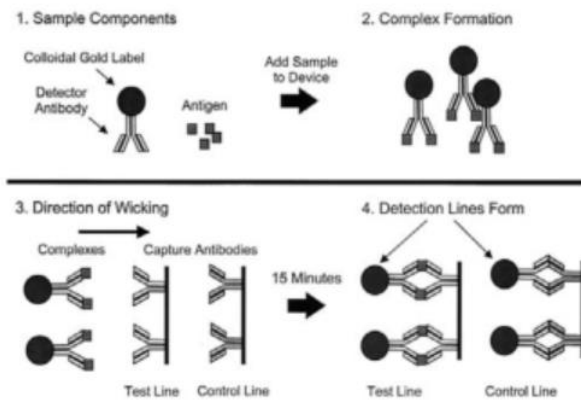 1. Sample Components
Colloidal Gold Label
Detector
Antibody
Antigen
Add Sample
to Device
2. Complex Formation
3. Direction of Wicking
Complexes
Capture Antibodies
Test Line
Control Line
15 Minutes
4. Detection Lines Form
Test Line
Control Line